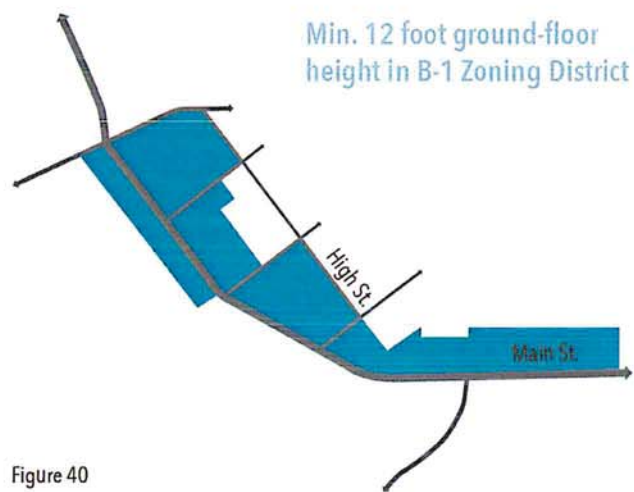 Min. 12 foot ground-floor
height in B-1 Zoning District
High St.
Main St.
Figure 40